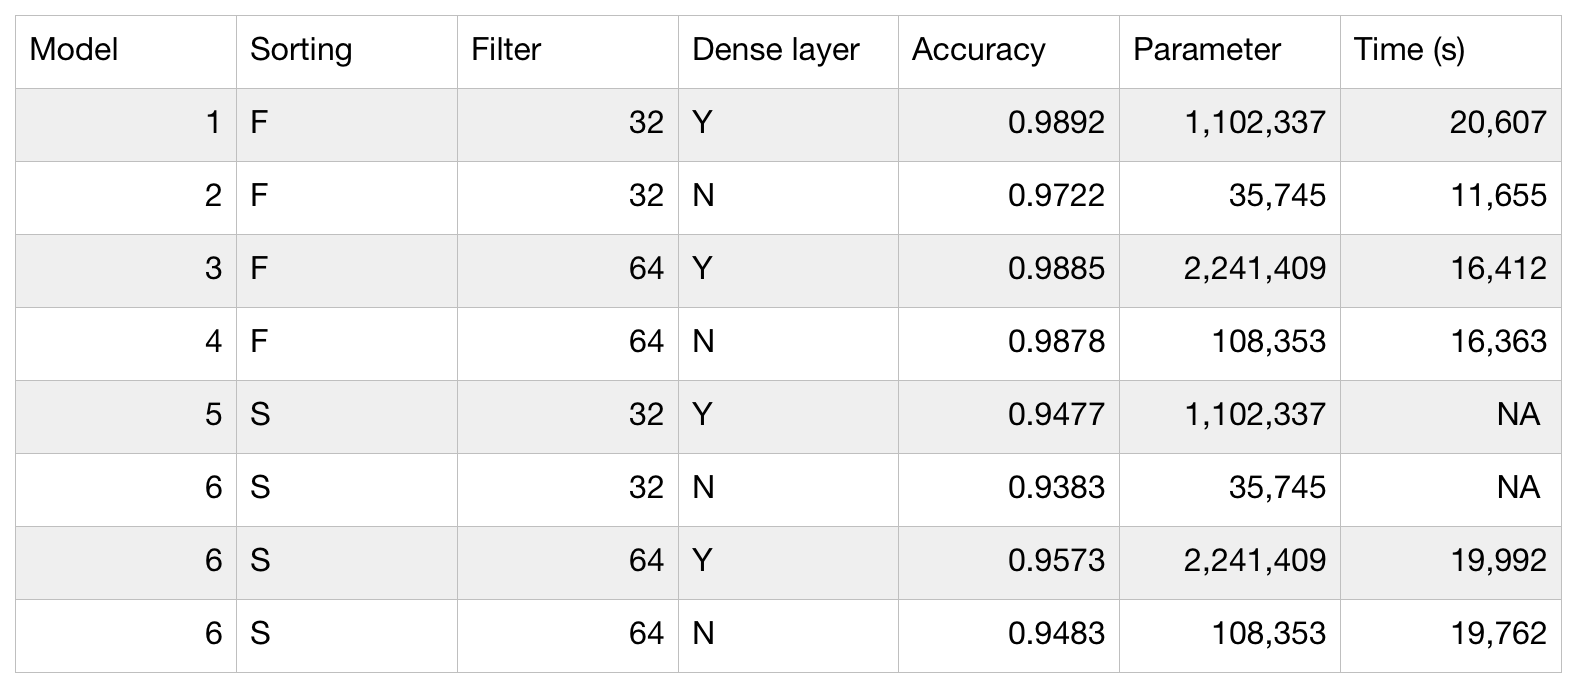 Model Sorting Filter Dense layer Accuracy Parameter Time (s)
1 F 32 Y 0.9892 1,102,337 20,607
2 F 32 N 0.9722 35,745 11,655
3 F 64 Y 0.9885 2,241,409 16,412
4 F 64 N 0.9878 108,353 16,363
5 S 32 Y 0.9477 1,102,337 NA
6 S 32 N 0.9383 35,745 NA
6 S 64 Y 0.9573 2,241,409 19,992
6 S 64 N 0.9483 108,353 19,762